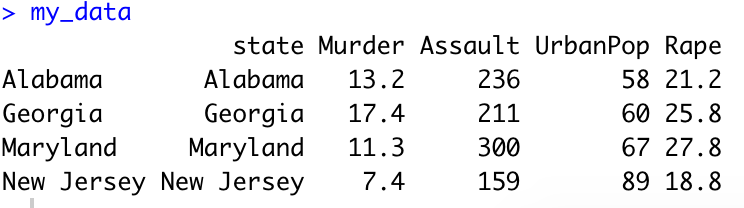 > my_data
state Murder Assault UrbanPop Rape
Alabama Alabama 13.2 236 58 21.2
Georgia Georgia 17.4 211 60 25.8
Maryland Maryland 11.3 300 67 27.8
New Jersey New Jersey 7.4 159 89 18.8